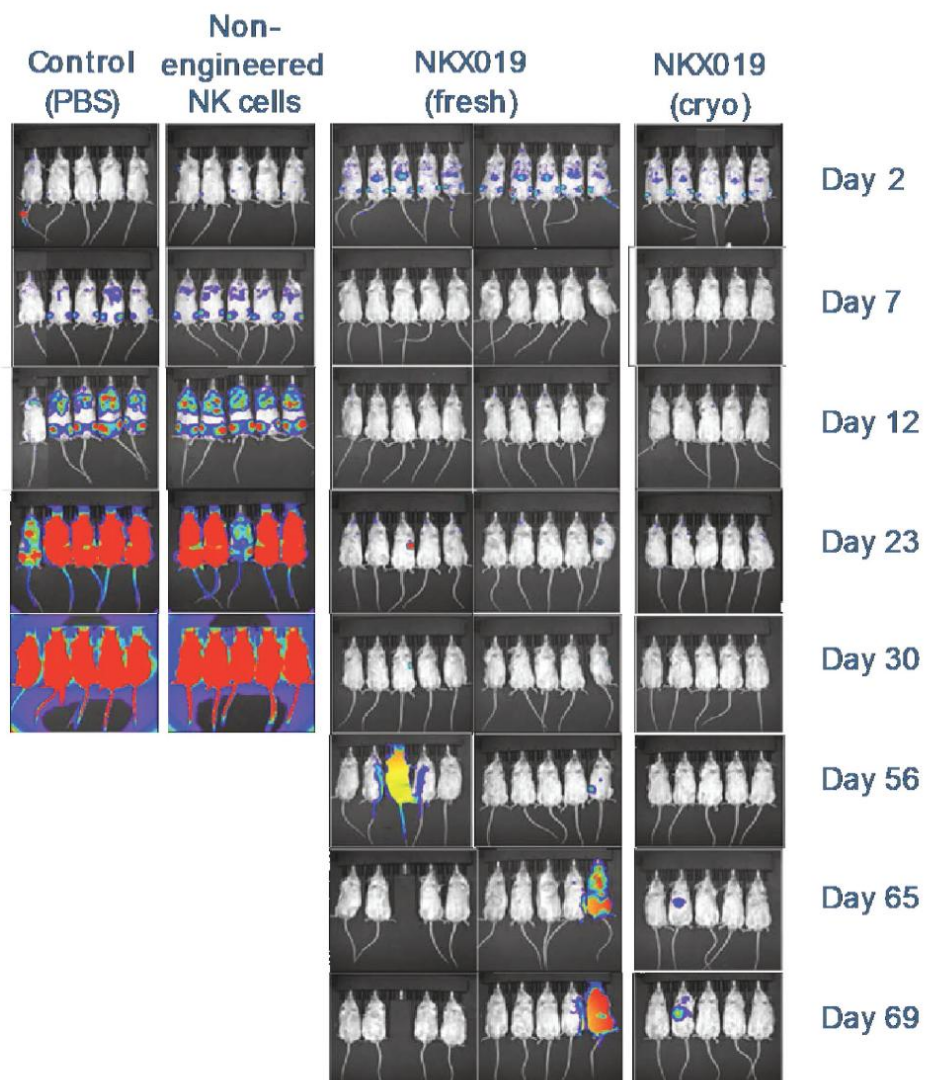 Control
(PBS)
Non-
engineered
NK cells
NKX019
(fresh)
NKX019
(cryo)
Day 2
Day 7
Day 12
Day 23
Day 30
Day 56
Day 65
Day 69